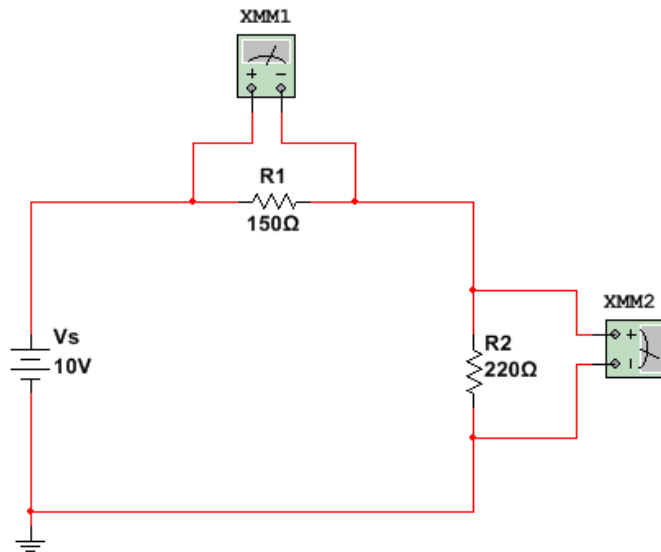 XMM1
+ −
R1
150Ω
XMM2
+
−
R2
220Ω
Vs
10V